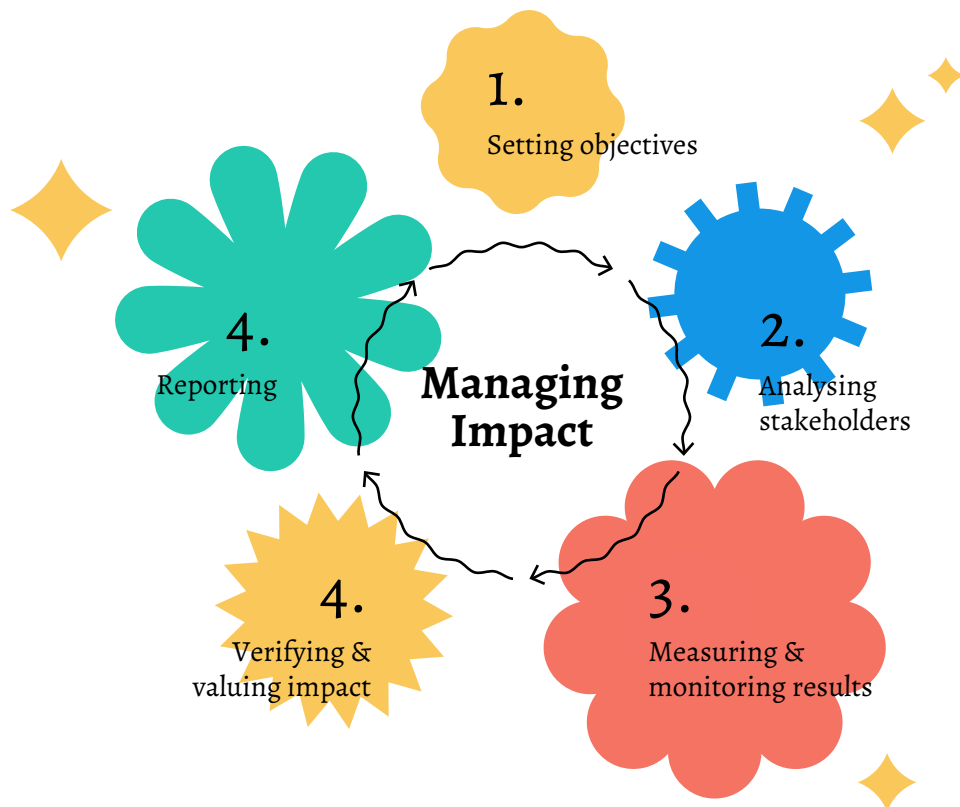 1.
Setting objectives
2.
Analysing
stakeholders
3.
Measuring &
monitoring results
4.
Verifying &
valuing impact
4.
Reporting
Managing
Impact